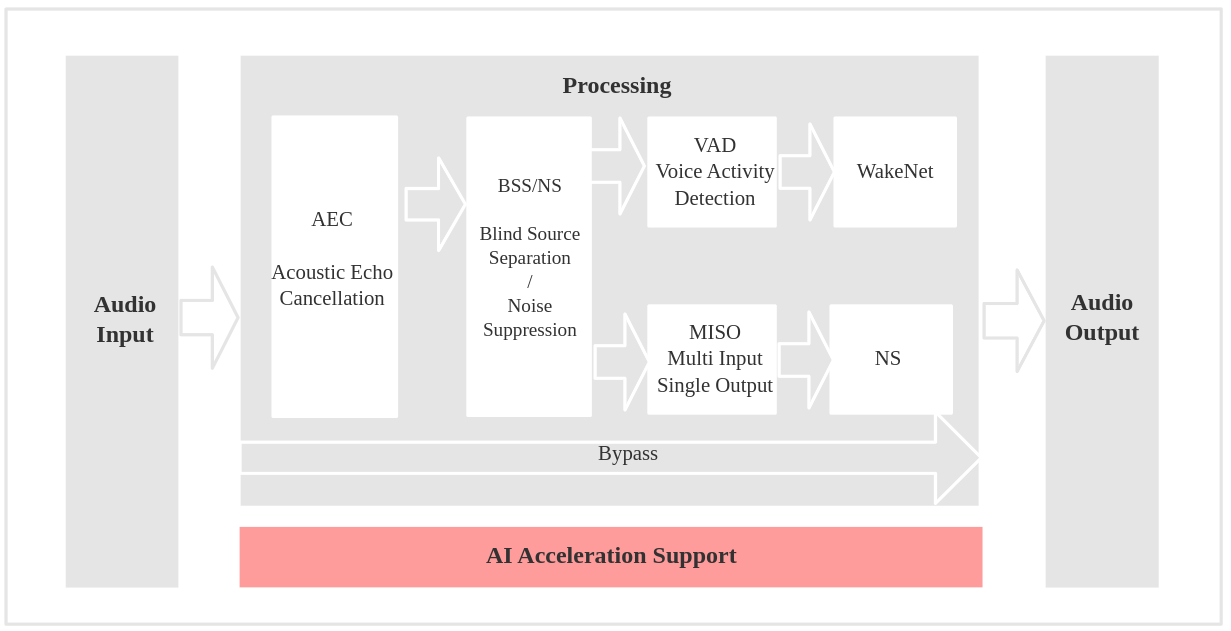 Processing
Audio
Input
AEC
Acoustic Echo
Cancellation
BSS/NS
Blind Source
Separation
/
Noise
Suppression
VAD
Voice Activity
Detection
WakeNet
MISO
Multi Input
Single Output
NS
Bypass
AI Acceleration Support
Audio
Output